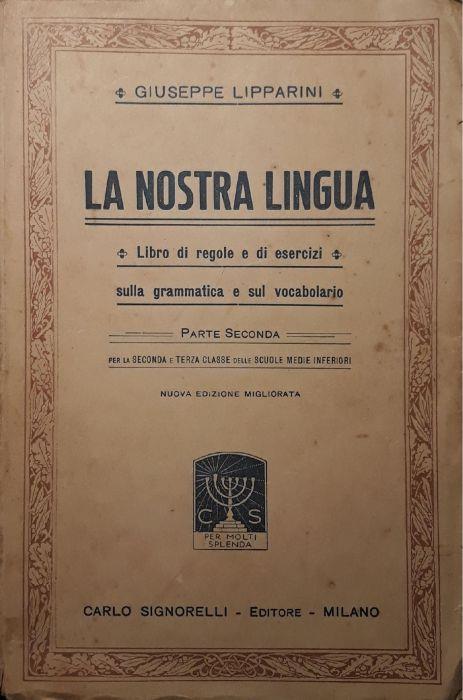 GIUSEPPE LIPPARINI
LA NOSTRA LINGUA
Libro di regole e di esercizi
sulla grammatica e sul vocabolario
PARTE SECONDA
PER LA SECONDA E TERZA CLASSE DELLE SCUOLE MEDIE INFERIORI
NUOVA EDIZIONE MIGLIORATA
C S
PER MOLTI
SPLENDA
CARLO SIGNORELLI - EDITORE - MILANO